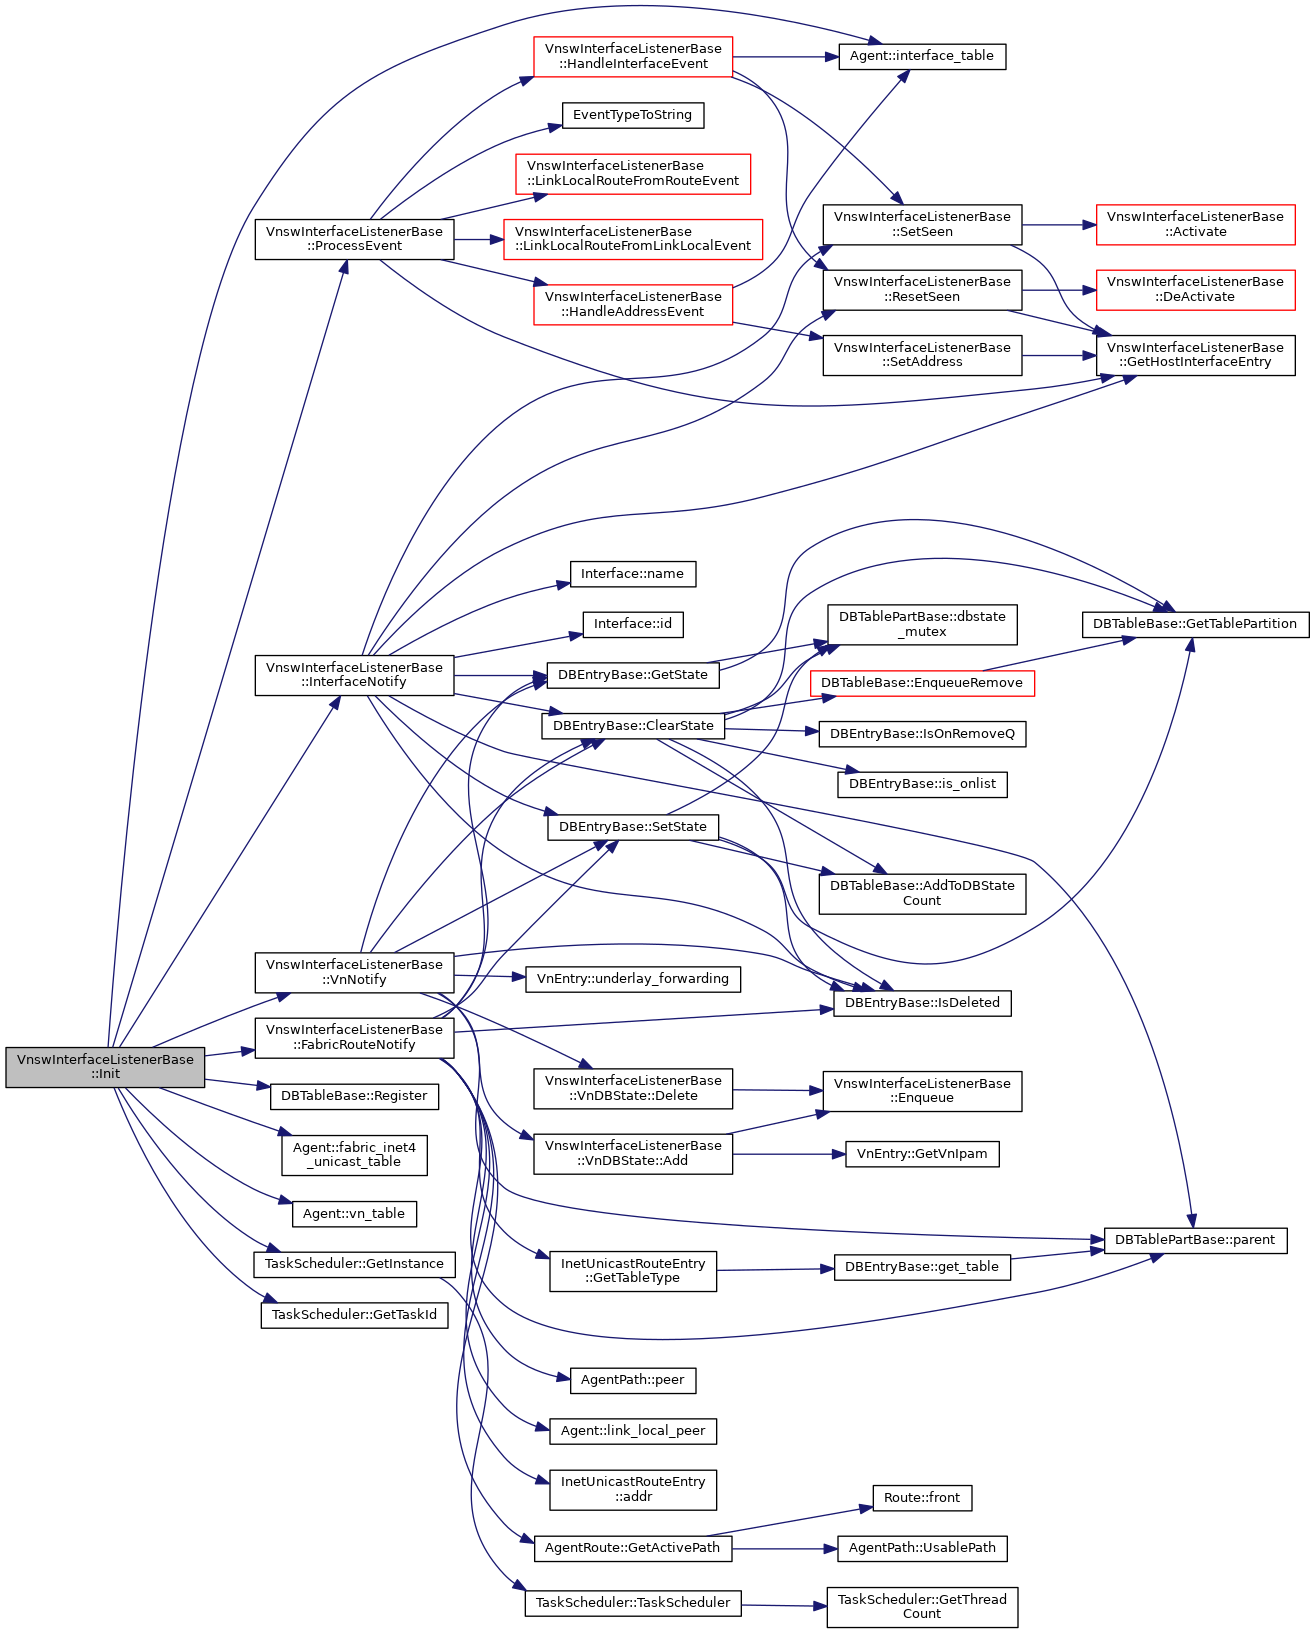 VnswInterfaceListenerBase
::Init
VnswInterfaceListenerBase
::ProcessEvent
VnswInterfaceListenerBase
::InterfaceNotify
VnswInterfaceListenerBase
::VnNotify
VnswInterfaceListenerBase
::FabricRouteNotify
DBTableBase::Register
Agent::fabric_inet4
_unicast_table
Agent::vn_table
TaskScheduler::GetInstance
TaskScheduler::GetTaskId
VnswInterfaceListenerBase
::HandleInterfaceEvent
EventTypeToString
VnswInterfaceListenerBase
::LinkLocalRouteFromRouteEvent
VnswInterfaceListenerBase
::LinkLocalRouteFromLinkLocalEvent
VnswInterfaceListenerBase
::HandleAddressEvent
Interface::name
Interface::id
DBEntryBase::GetState
DBEntryBase::ClearState
DBEntryBase::SetState
VnEntry::underlay_forwarding
VnswInterfaceListenerBase
::VnDBState::Delete
VnswInterfaceListenerBase
::VnDBState::Add
InetUnicastRouteEntry
::GetTableType
AgentPath::peer
Agent::link_local_peer
InetUnicastRouteEntry
::addr
AgentRoute::GetActivePath
TaskScheduler::TaskScheduler
Agent::interface_table
VnswInterfaceListenerBase
::SetSeen
VnswInterfaceListenerBase
::ResetSeen
VnswInterfaceListenerBase
::SetAddress
DBTablePartBase::dbstate
_mutex
DBTableBase::EnqueueRemove
DBEntryBase::IsOnRemoveQ
DBEntryBase::is_onlist
DBTableBase::AddToDBState
Count
DBEntryBase::IsDeleted
VnswInterfaceListenerBase
::Enqueue
VnEntry::GetVnIpam
DBEntryBase::get_table
Route::front
AgentPath::UsablePath
TaskScheduler::GetThread
Count
VnswInterfaceListenerBase
::Activate
VnswInterfaceListenerBase
::DeActivate
VnswInterfaceListenerBase
::GetHostInterfaceEntry
DBTableBase::GetTablePartition
DBTablePartBase::parent